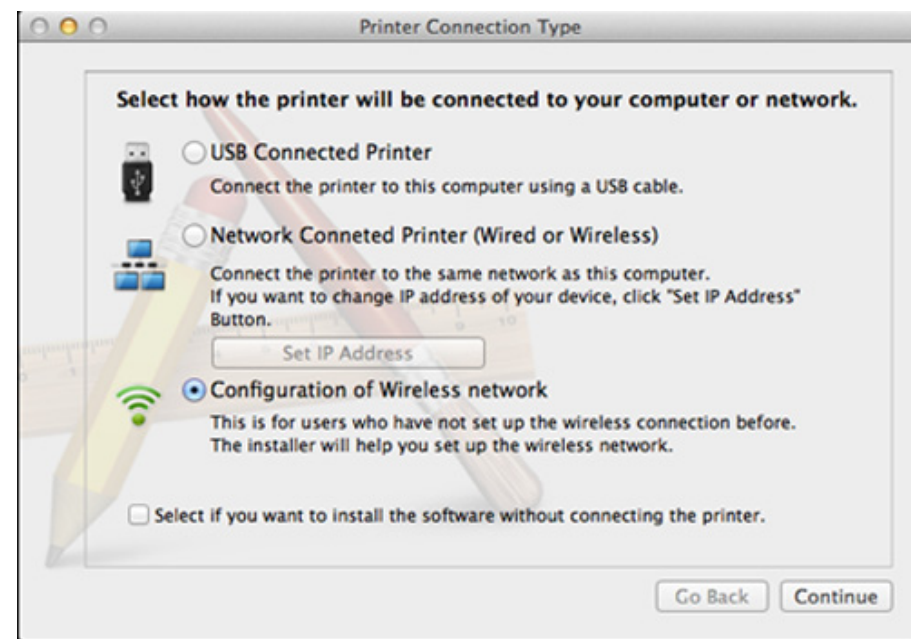 Printer Connection Type
Select how the printer will be connected to your computer or network.
USB Connected Printer
Connect the printer to this computer using a USB cable.
Network Conneted Printer (Wired or Wireless)
Connect the printer to the same network as this computer.
If you want to change IP address of your device, click "Set IP Address"
Button.
Set IP Address
Configuration of Wireless network
This is for users who have not set up the wireless connection before.
The installer will help you set up the wireless network.
Select if you want to install the software without connecting the printer.
Go Back
Continue